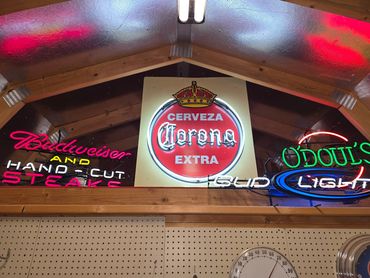 Budweiser
AND
HAND-CUT
STEAKS
CERVEZA
Corona
EXTRA
O'DOUL'S
BUD LIGHT